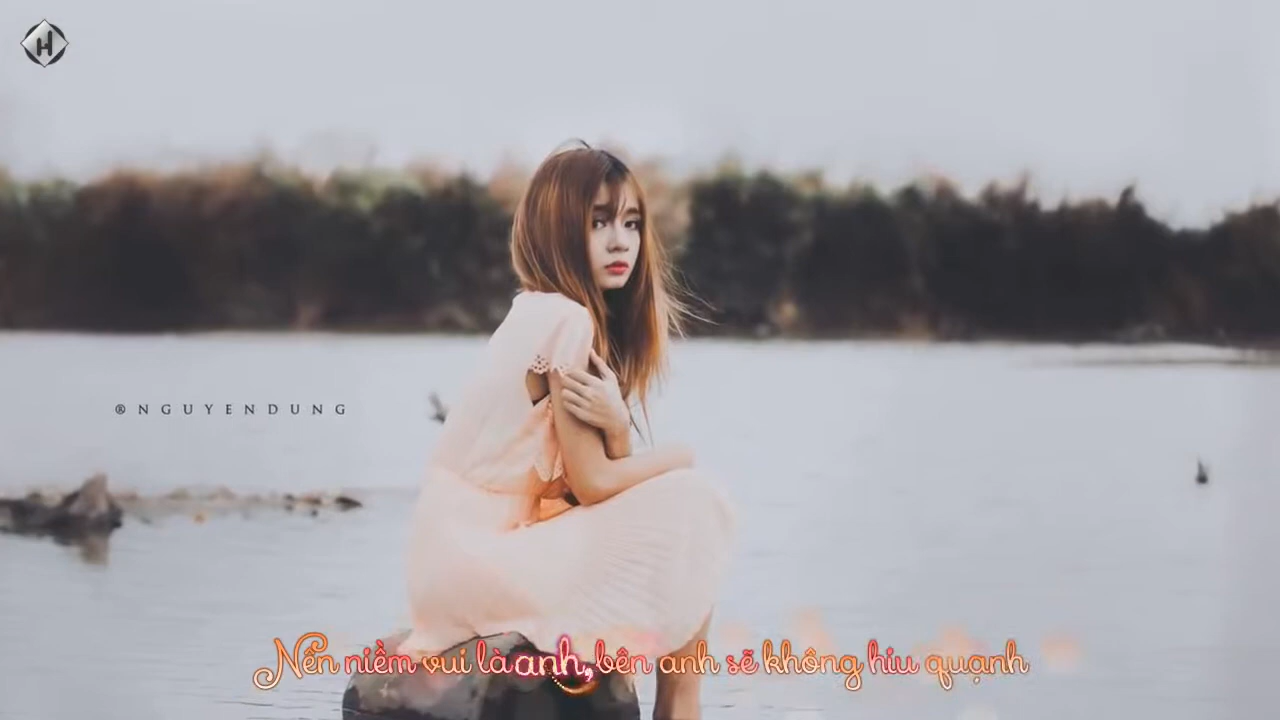 H
®NGUYENDUNG
Nên niềm vui là anh, bên anh sẽ không hiu quạnh